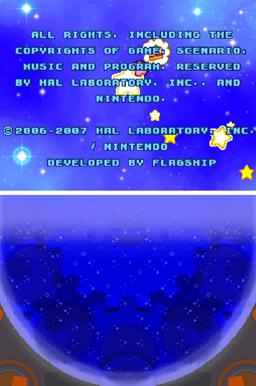 ALL RIGHTS, INCLUDING THE
COPYRIGHTS OF GAME, SCENARIO,
MUSIC AND PROGRAM, RESERVED
BY HAL LABORATORY, INC., AND
NINTENDO.
©2006-2007 HAL LABORATORY, INC.
/ NINTENDO
DEVELOPED BY FLAGSHIP